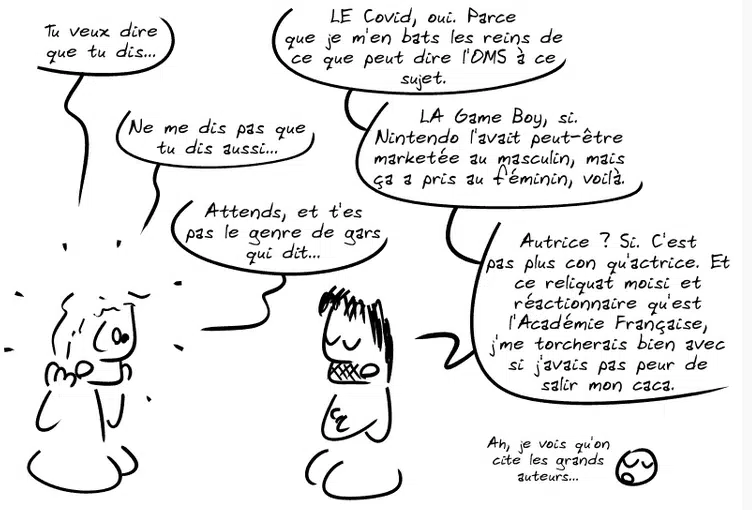 Tu veux dire
que tu dis...
LE Covid, oui. Parce
que je m'en bats les reins de
ce que peut dire l'OMS à ce
sujet.
Ne me dis pas que
tu dis aussi...
LA Game Boy, si.
Nintendo l'avait peut-être
marketée au masculin, mais
ça a pris au féminin, voilà.
Attends, et t'es
pas le genre de gars
qui dit...
Autrice ? Si. C'est
pas plus con qu'actrice. Et
ce reliquat moisi et
réactionnaire qu'est
l'Académie Française,
j'me torcherais bien avec
si j'avais pas peur de
salir mon caca.
Ah, je vois qu'on
cite les grands
auteurs...